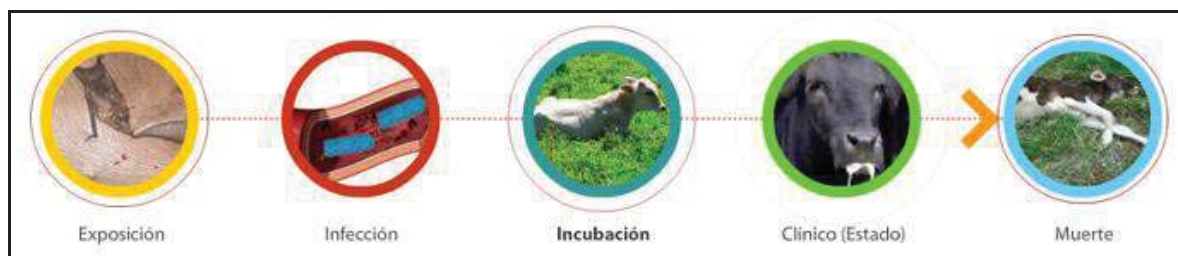 Exposición
Infección
Incubación
Clínico (Estado)
Muerte